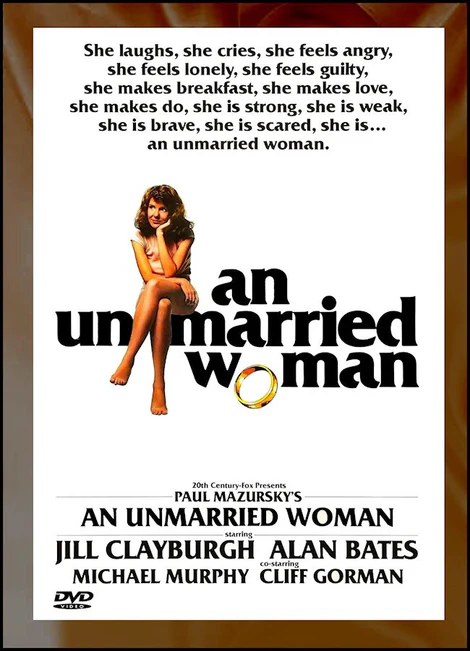 She laughs, she cries, she feels angry,
she feels lonely, she feels guilty,
she makes breakfast, she makes love,
she makes do, she is strong, she is weak,
she is brave, she is scared, she is...
an unmarried woman.
an
unmarried
woman
20th Century-Fox Presents
PAUL MAZURSKY'S
AN UNMARRIED WOMAN
starring
JILL CLAYBURGH ALAN BATES
co-starring
MICHAEL MURPHY CLIFF GORMAN
DVD
VIDEO